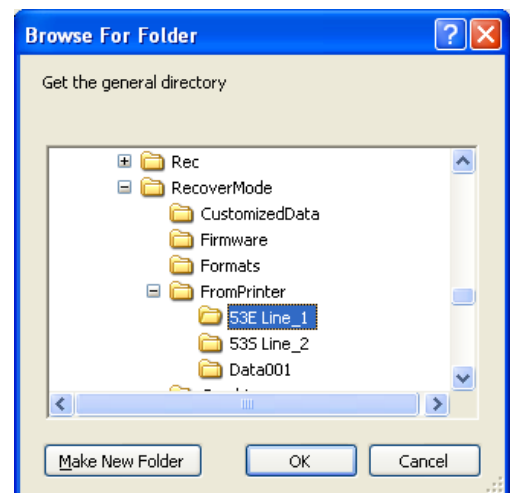 Browse For Folder
Get the general directory
Rec
RecoverMode
CustomizedData
Firmware
Formats
FromPrinter
53E Line_1
53S Line_2
Data001
Make New Folder
OK
Cancel